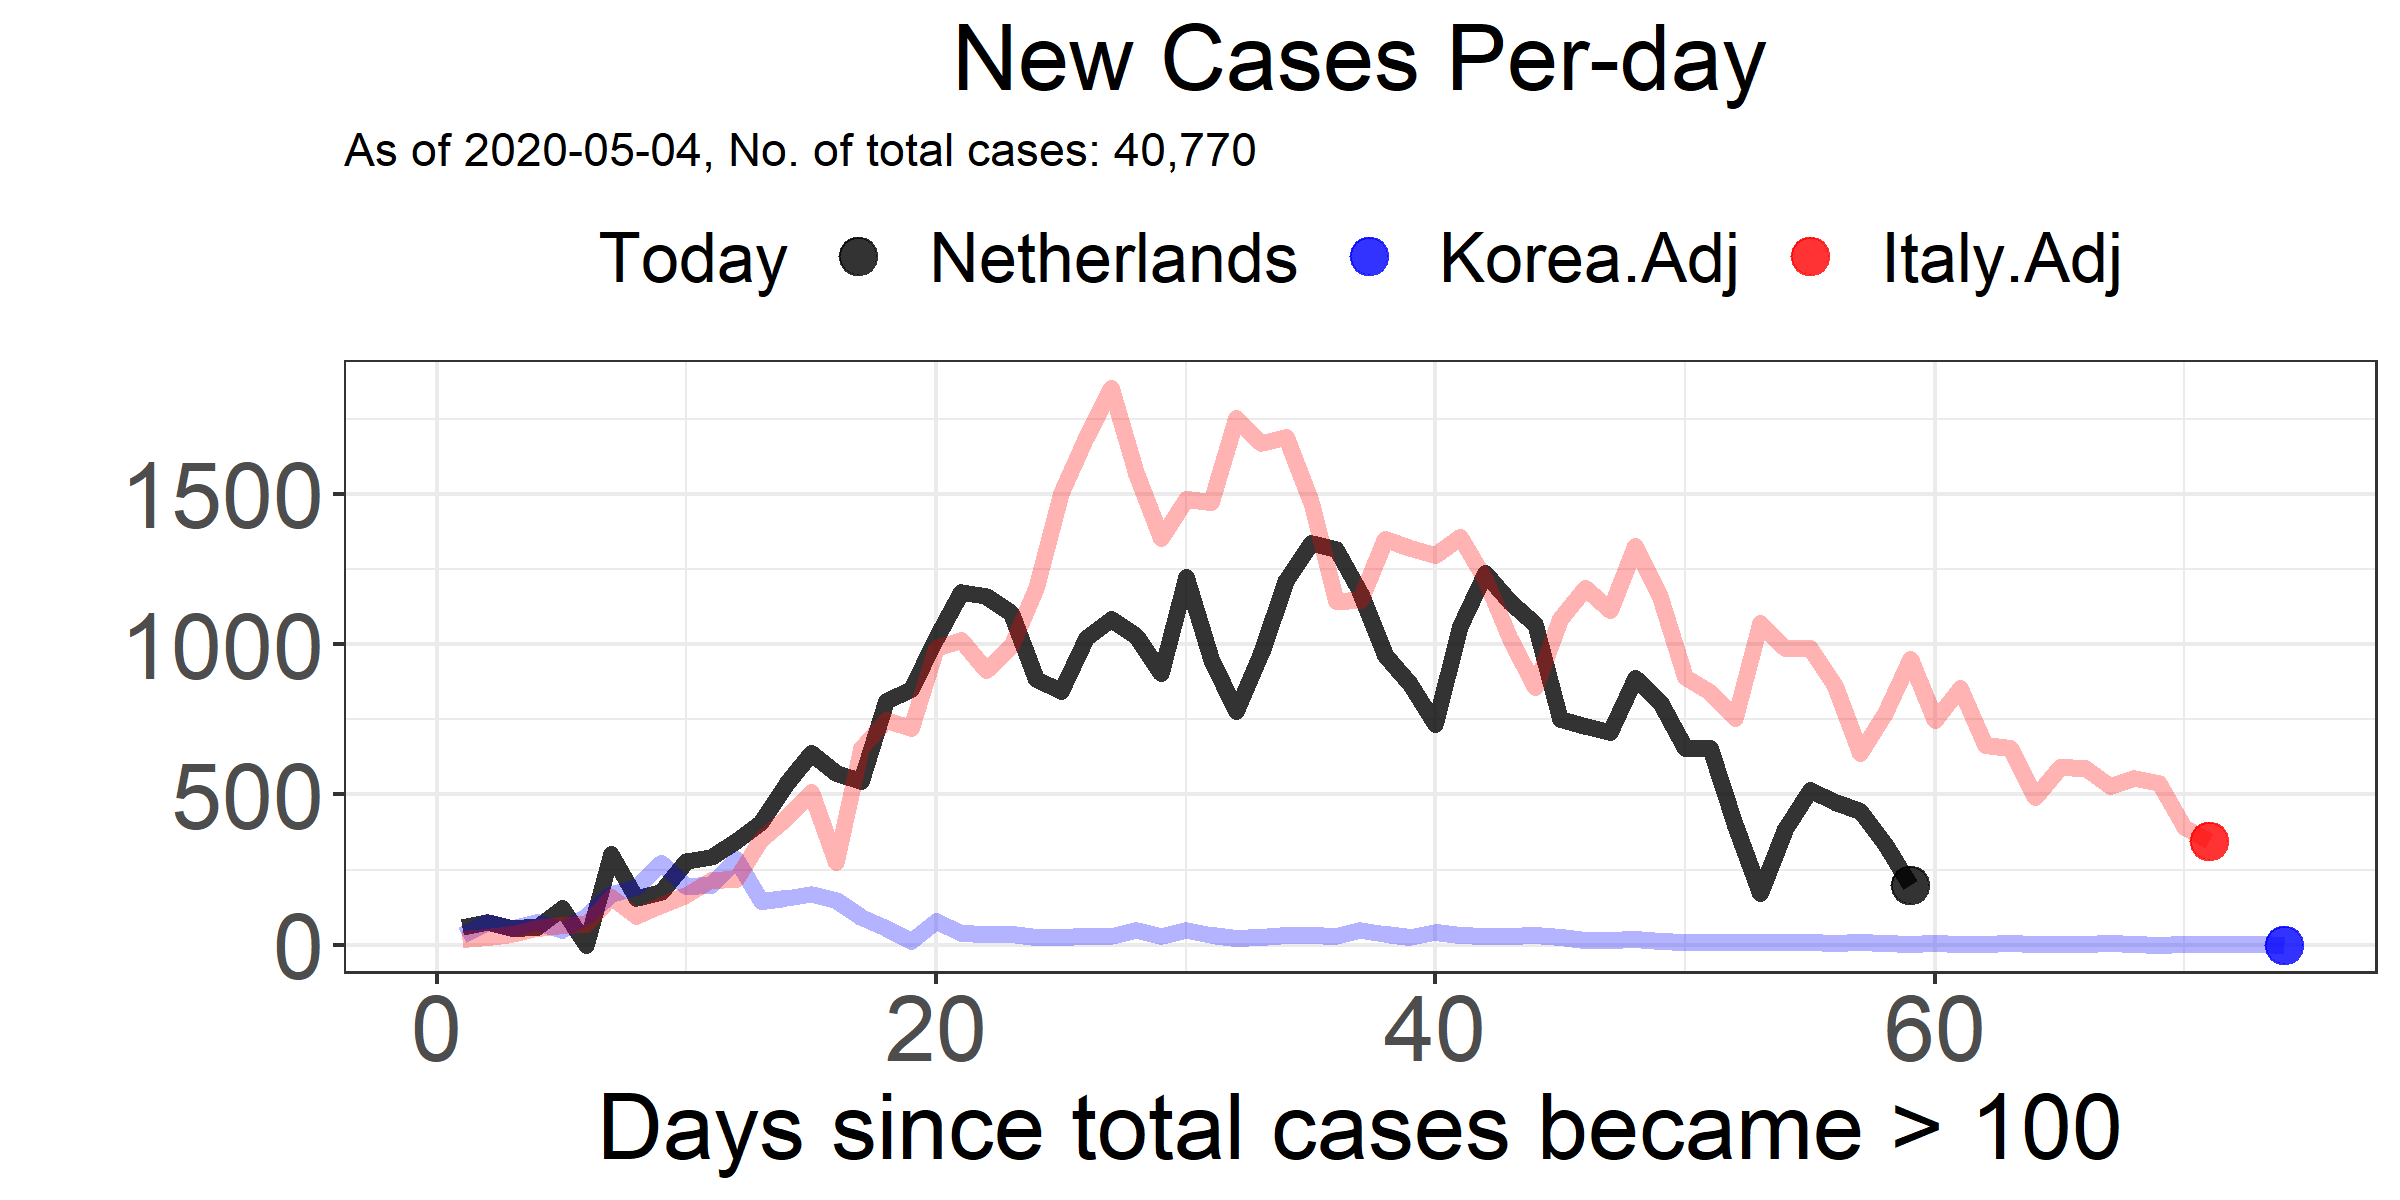 New Cases Per-day
As of 2020-05-04, No. of total cases: 40,770
Today Netherlands Korea.Adj Italy.Adj
1500
1000
500
0
0 20 40 60
Days since total cases became > 100